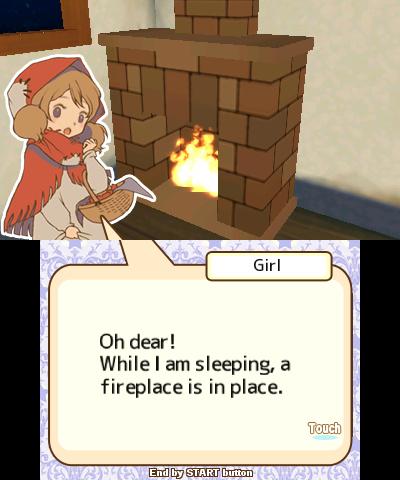 Girl
Oh dear!
While I am sleeping, a
fireplace is in place.
Touch
End by START button